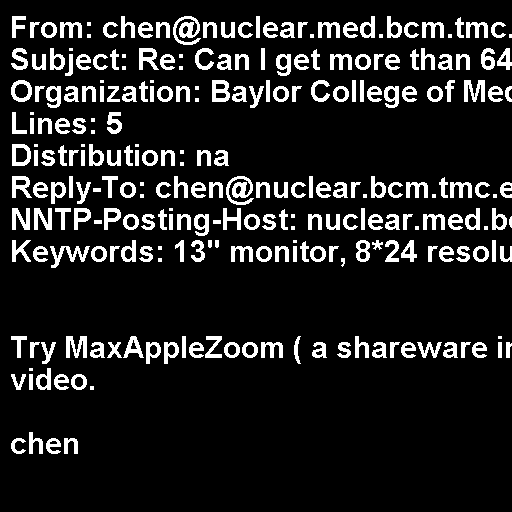 From: chen@nuclear.med.bcm.tmc.
Subject: Re: Can I get more than 64
Organization: Baylor College of Med
Lines: 5
Distribution: na
Reply-To: chen@nuclear.bcm.tmc.e
NNTP-Posting-Host: nuclear.med.bc
Keywords: 13" monitor, 8*24 resolu
Try MaxAppleZoom ( a shareware in
video.
chen